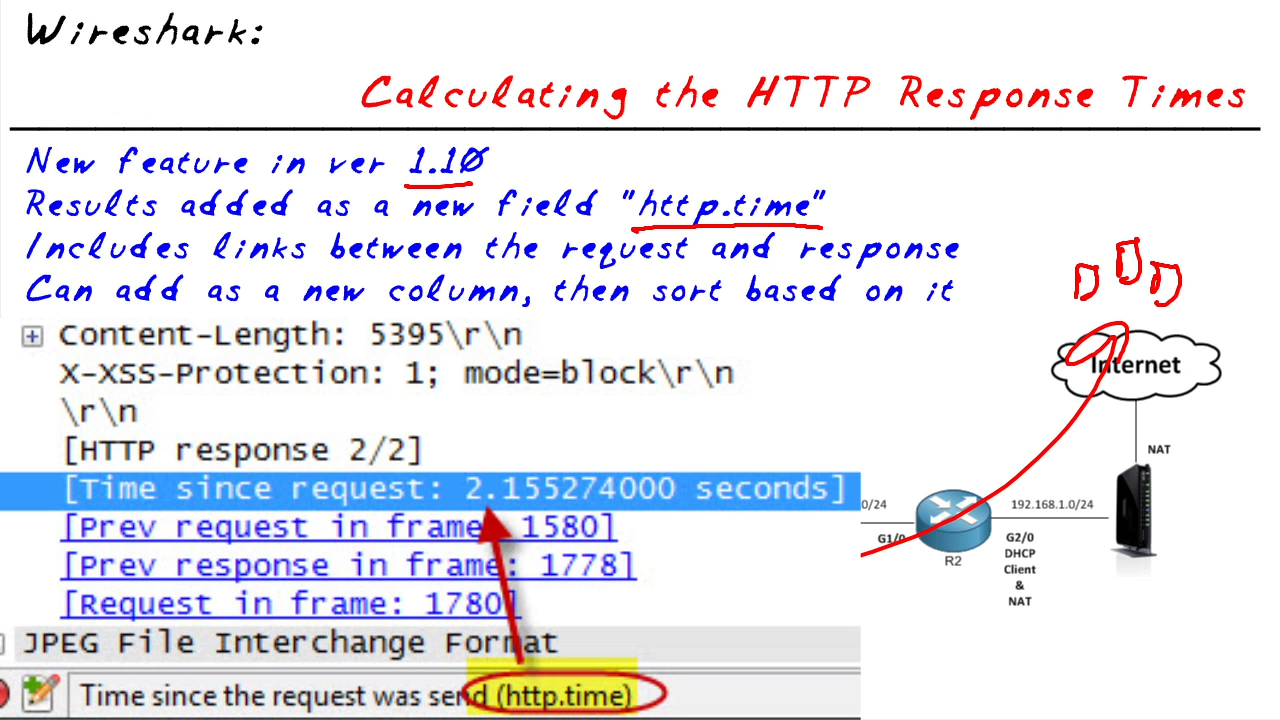 Wireshark:
Calculating the HTTP Response Times
New feature in ver 1.10
Results added as a new field "http.time"
Includes links between the request and response
Can add as a new column, then sort based on it
Content-Length: 5395\r\n
X-XSS-Protection: 1; mode=block\r\n
\r\n
[HTTP response 2/2]
[Time since request: 2.155274000 seconds]
[Prev request in frame: 1580]
[Prev response in frame: 1778]
[Request in frame: 1780]
JPEG File Interchange Format
Time since the request was send (http.time)
Internet
NAT
0/24
192.168.1.0/24
G1/0
R2
G2/0
DHCP
Client
&
NAT